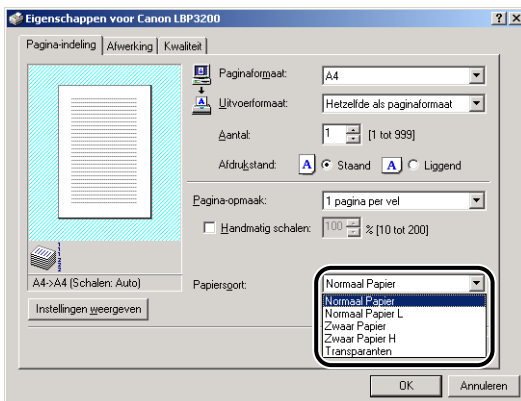 Eigenschappen voor Canon LBP3200
Pagina-indeling
Afwerking
Kwaliteit
Paginaformaat:
A4
Uitvoerformaat:
Hetzelfde als paginaformaat
Aantal:
1
[1 tot 999]
Afdrukstand:
A
Staand
A
Liggend
Pagina-opmaak:
1 pagina per vel
Handmatig schalen:
100
% [10 tot 200]
A4->A4 (Schalen: Auto)
Papiersoort:
Normaal Papier
Normaal Papier
Normaal Papier L
Zwaar Papier
Zwaar Papier H
Transparanten
Instellingen weergeven
OK
Annuleren